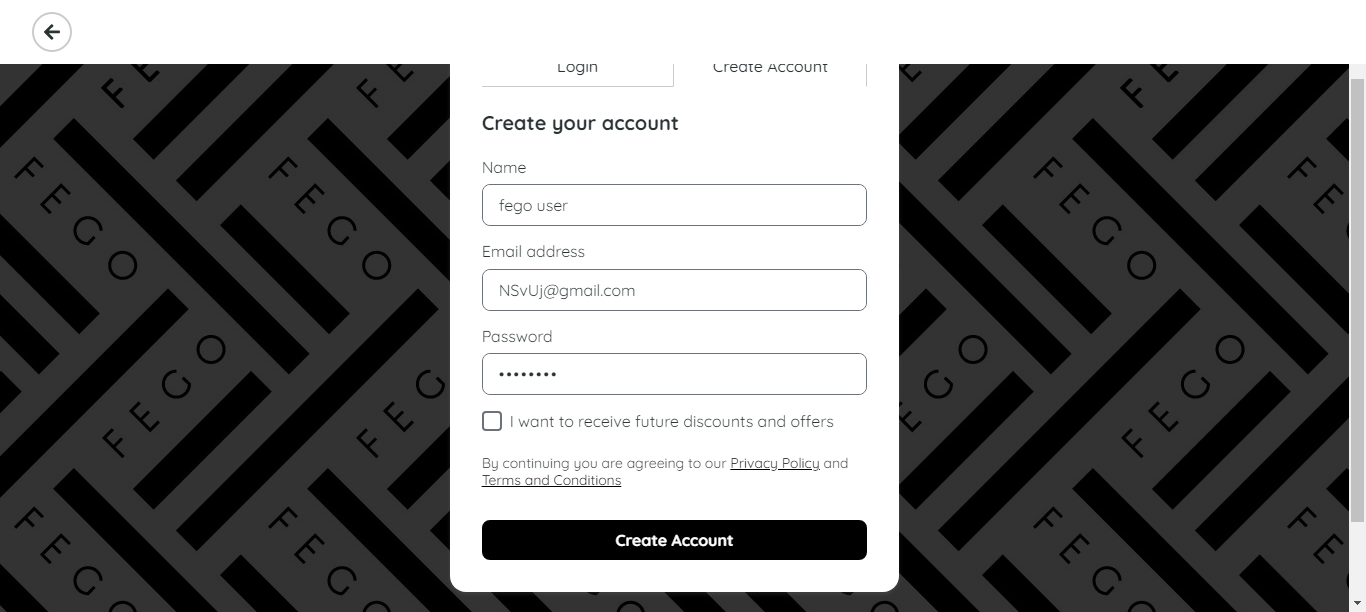 Login
Create Account
Create your account
Name
fego user
Email address
NSvUj@gmail.com
Password
••••••••
I want to receive future discounts and offers
By continuing you are agreeing to our Privacy Policy and
Terms and Conditions
Create Account
FEGO
FEGO
FEGO
FEGO
FEGO
FEGO
FEGO
FEGO
FEGO
FEGO